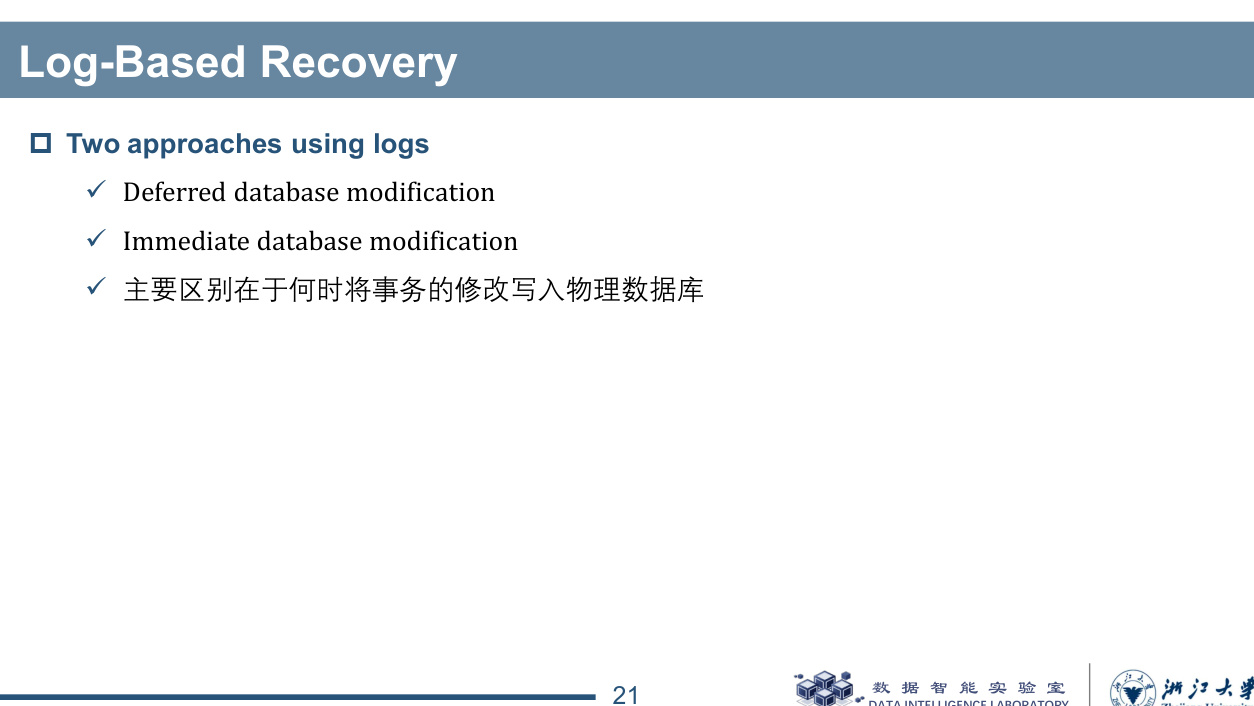 Log-Based Recovery
Two approaches using logs
Deferred database modification
Immediate database modification
主要区别在于何时将事务的修改写入物理数据库
21
数据智能实验室
DATA INTELLIGENCE LABORATORY
浙江大学